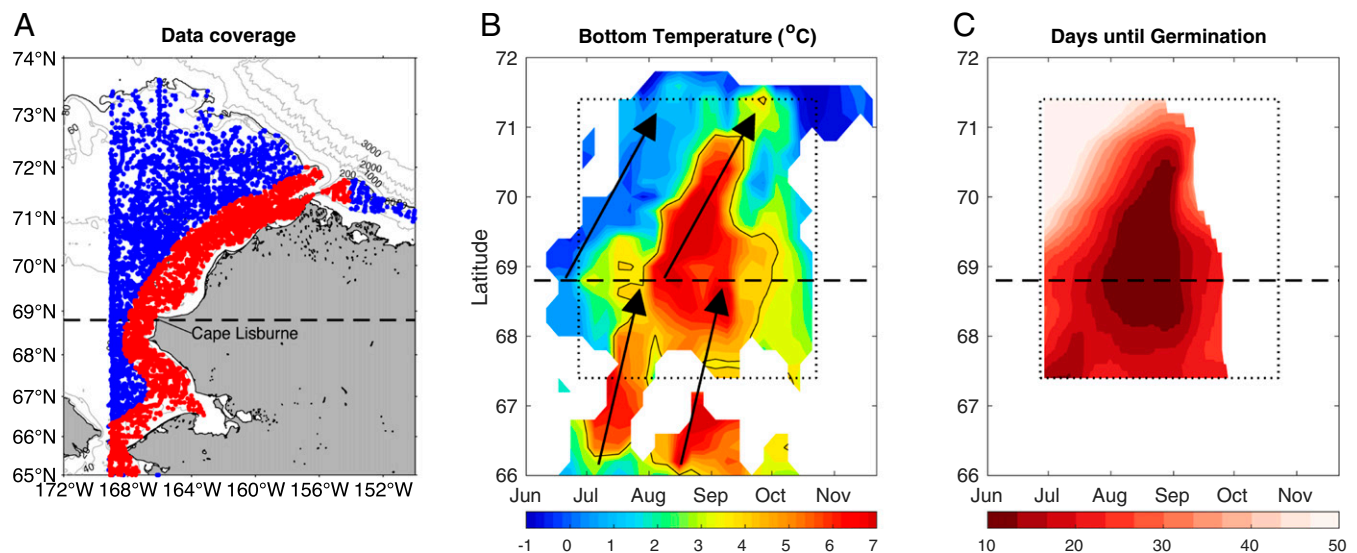 A
Data coverage
74°N
73°N
72°N
71°N
70°N
69°N
68°N
67°N
66°N
65°N
172°W 168°W 164°W 160°W 156°W 152°W
3000
2000
1000
200
80
80
40
Cape Lisburne
B
Bottom Temperature (°C)
Latitude
72
71
70
69
68
67
66
Jun Jul Aug Sep Oct Nov
-1 0 1 2 3 4 5 6 7
C
Days until Germination
72
71
70
69
68
67
66
Jun Jul Aug Sep Oct Nov
10 20 30 40 50